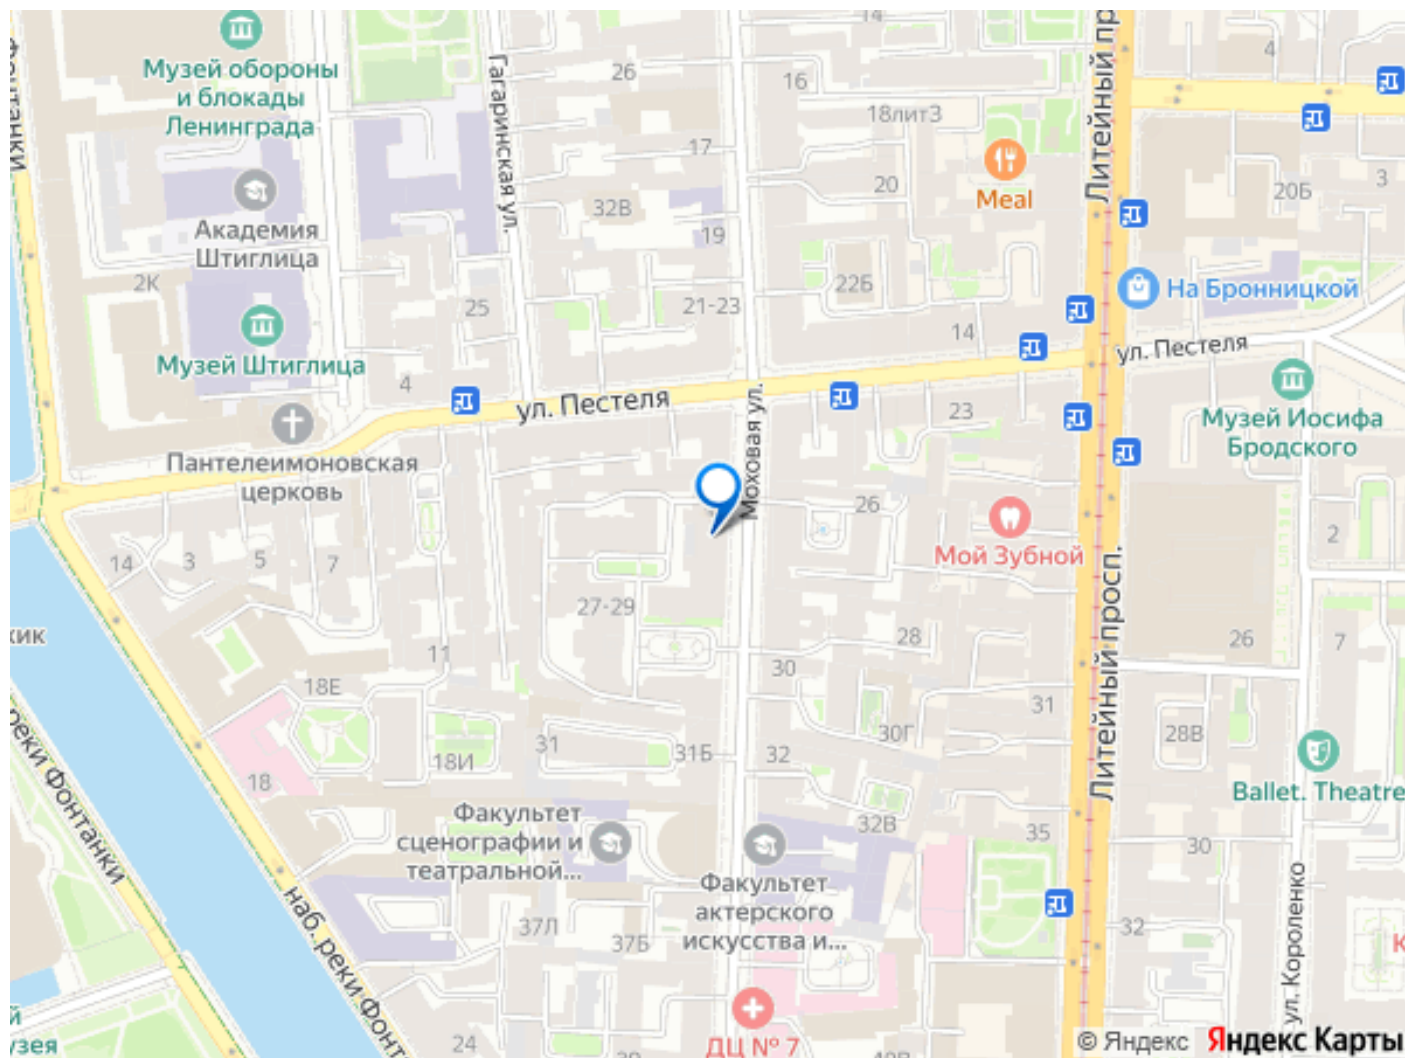 14
Музей обороны
и блокады
Ленинграда
26
16
4
18литЗ
17
Гагаринская ул.
Литейный пр
Фонтанки
Meal
20
20Б
3
Академия
Штиглица
32В
19
2К
22Б
На Бронницкой
25
21-23
14
Музей Штиглица
4
ул. Пестеля
ул. Пестеля
23
Музей Иосифа
Бродского
Моховая ул.
Пантелеимоновская
церковь
26
Мой Зубной
2
14
3
5
7
27-29
Литейный просп.
28
26
7
11
30
18Е
31
30Г
28В
31
31Б
32
18И
18
Ballet. Theatre
реки Фонтанки
Факультет
сценографии и
театральной...
32В
35
30
Факультет
актерского
искусства и...
наб. реки Фонт
37Л
37Б
32
ул. Короленко
ДЦ № 7
24
© Яндекс Яндекс Карты